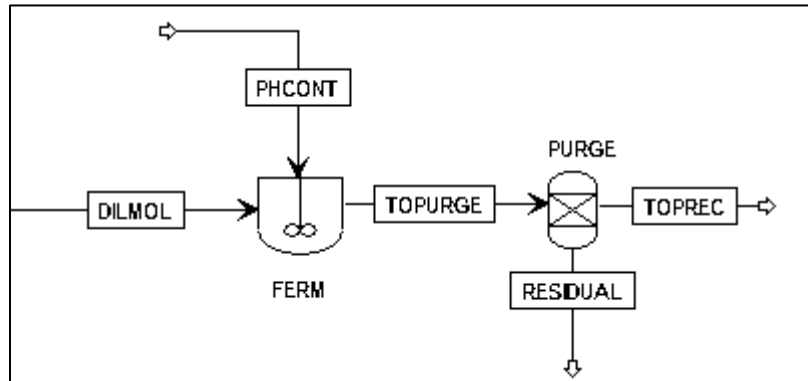 PHCONT
PURGE
DILMOL
TOPURGE
TOPREC
FERM
RESIDUAL